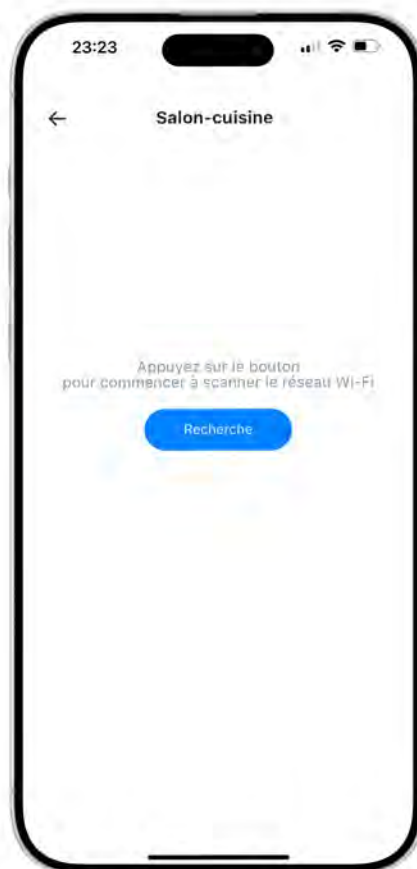 23:23
Salon-cuisine
Appuyez sur le bouton
pour commencer à scanner le réseau Wi-Fi
Recherche